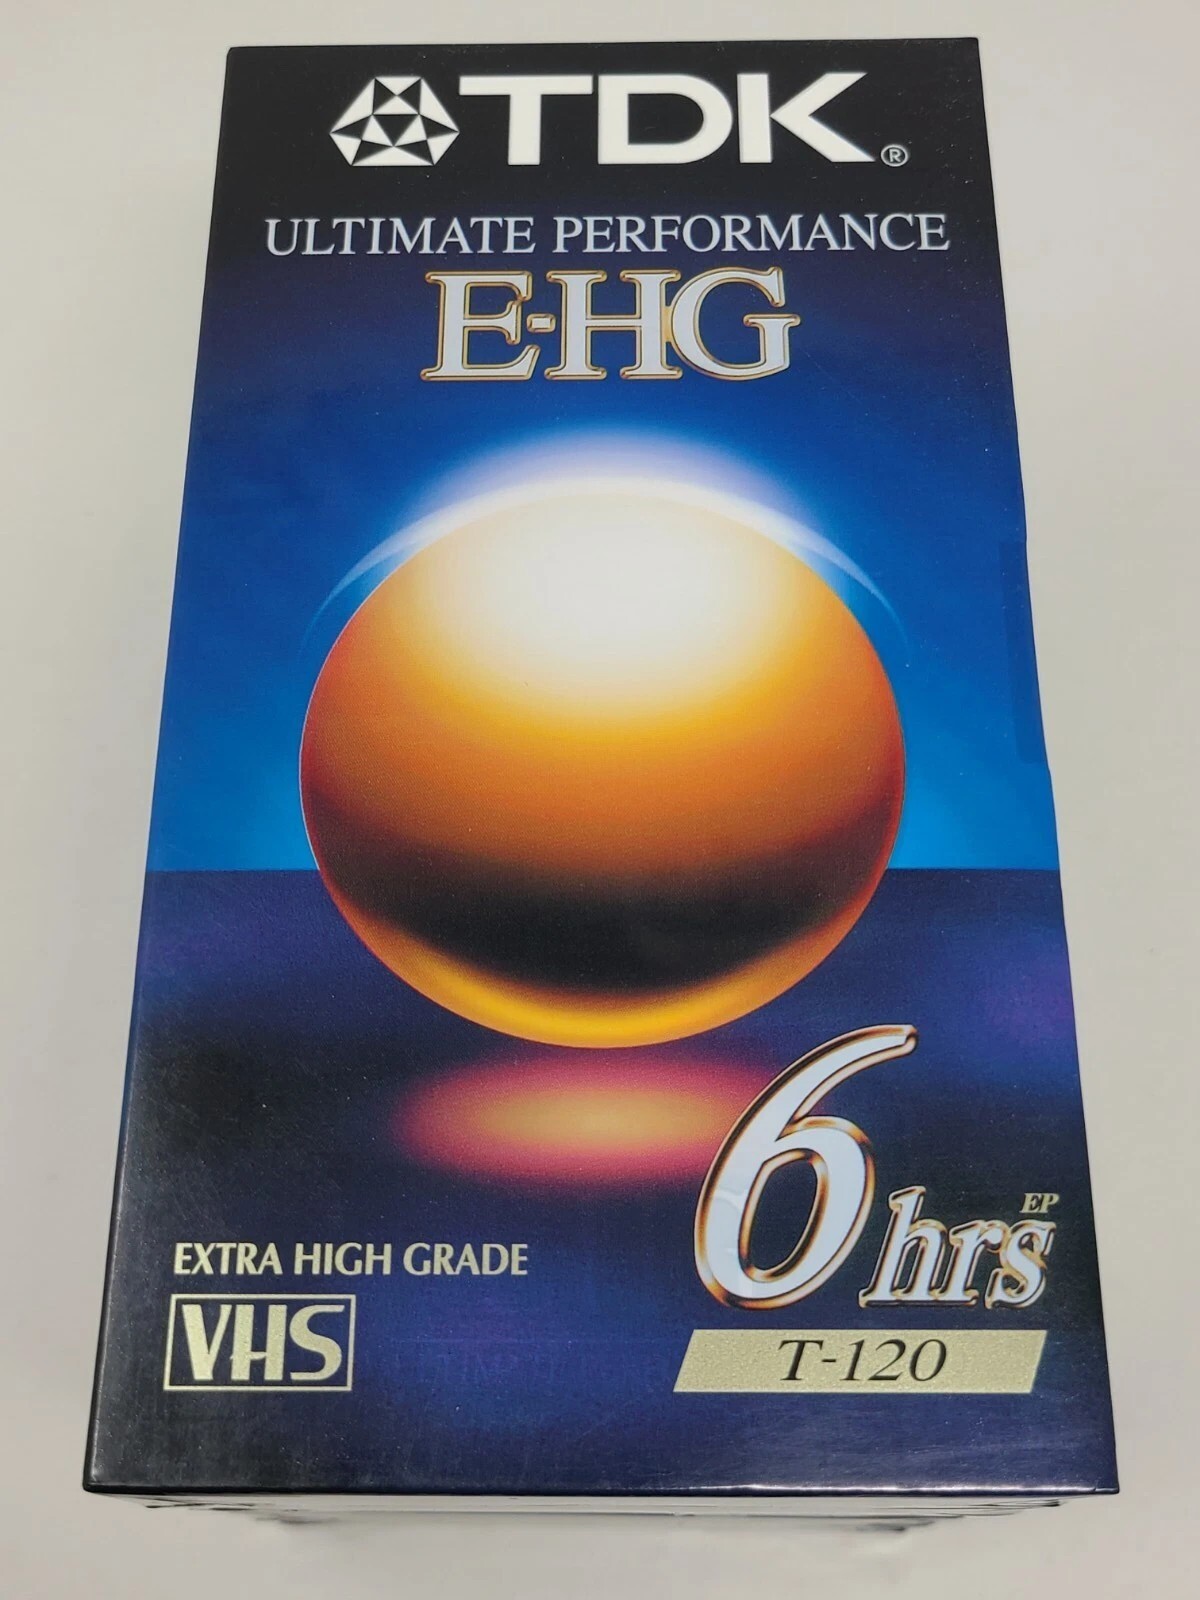 TDK®
ULTIMATE PERFORMANCE
E-HG
6 hrs EP
T-120
EXTRA HIGH GRADE
VHS